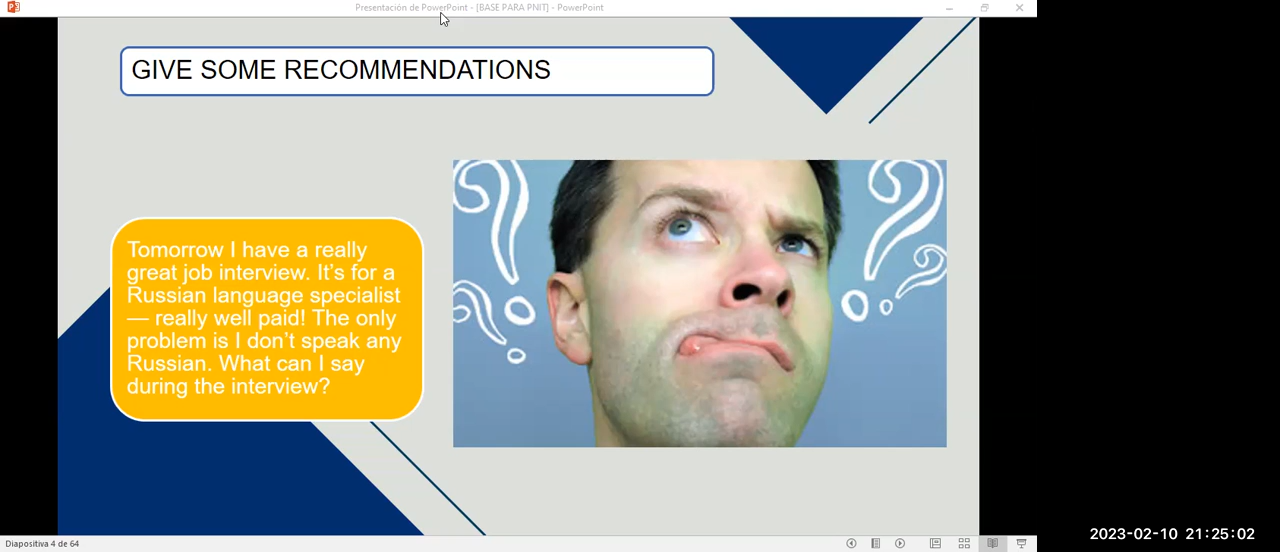 Presentación de PowerPoint - [BASE PARA PNIT] - PowerPoint
GIVE SOME RECOMMENDATIONS
Tomorrow I have a really
great job interview. It’s for a
Russian language specialist
— really well paid! The only
problem is I don’t speak any
Russian. What can I say
during the interview?
Diapositiva 4 de 64
2023-02-10 21:25:02